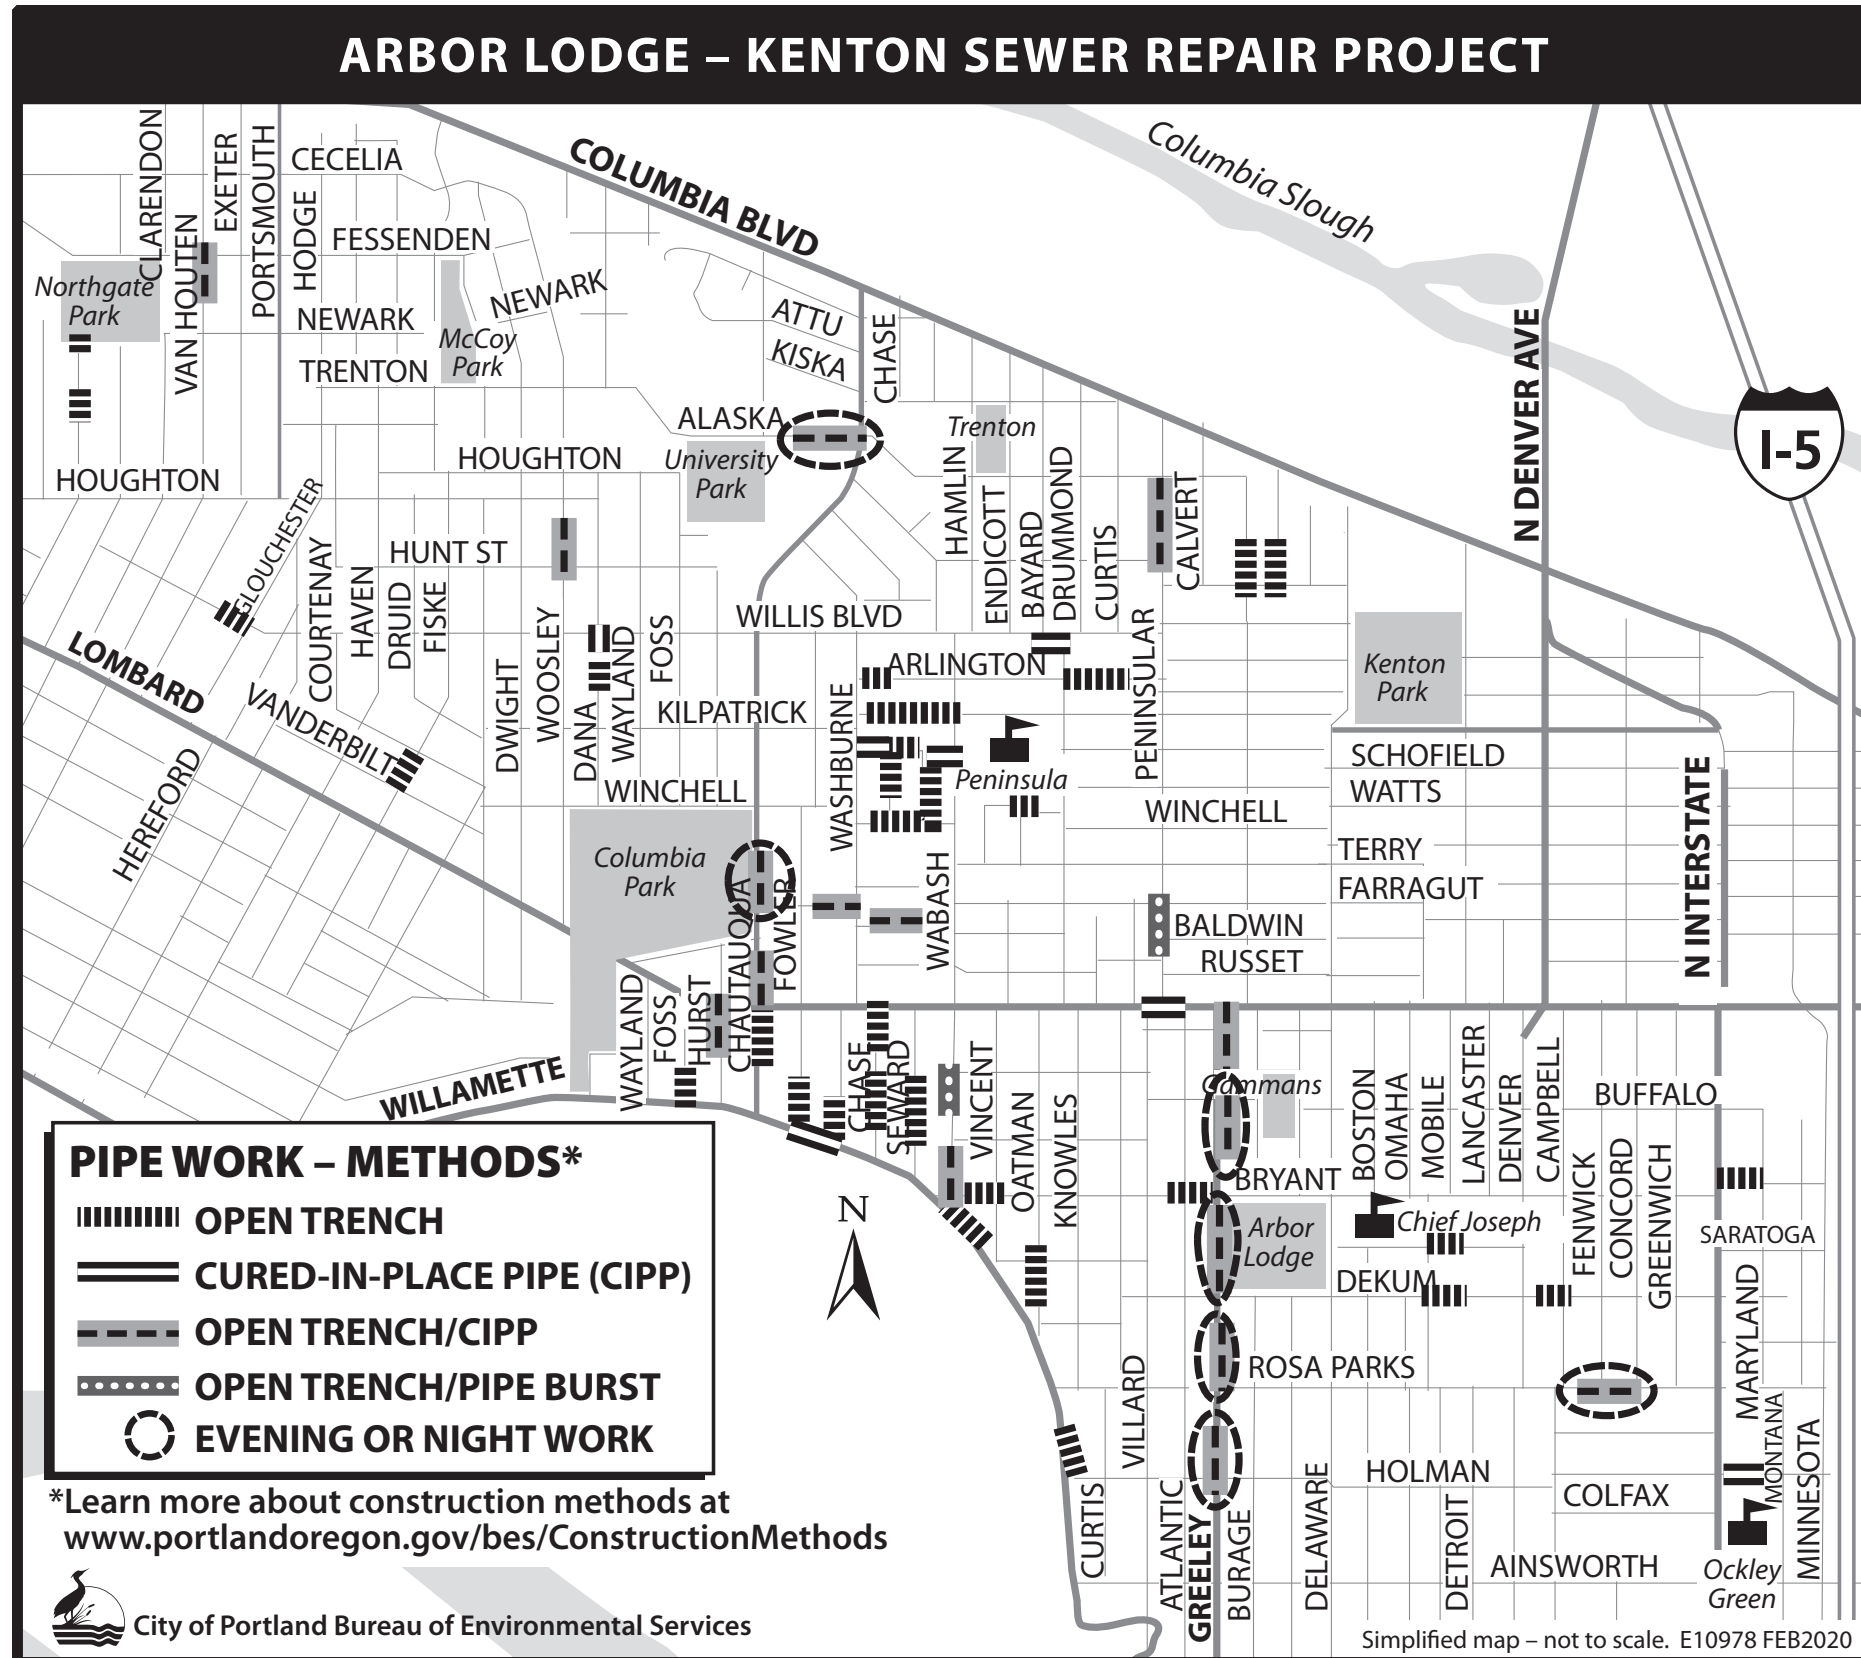 ARBOR LODGE – KENTON SEWER REPAIR PROJECT
CLARENDON
VAN HOUTEN
EXETER
PORTSMOUTH
HODGE
CECELIA
FESSENDEN
Northgate
Park
NEWARK
NEWARK
McCoy
Park
TRENTON
COLUMBIA BLVD
Columbia Slough
ATTU
KISKA
CHASE
N DENVER AVE
I-5
ALASKA
University
Park
Trenton
HOUGHTON
HOUGHTON
GLOUCHESTER
HUNT ST
COURTENAY
HAVEN
DRUID
FISKE
HAMLIN
ENDICOTT
BAYARD
DRUMMOND
CURTIS
CALVERT
WILLIS BLVD
LOMBARD
VANDERBILT
HEREFORD
DWIGHT
WOOSLEY
DANA
WAYLAND
FOSS
KILPATRICK
ARLINGTON
WASHBURNE
PENINSULAR
Peninsula
Kenton
Park
SCHOFIELD
WATTS
WINCHELL
WINCHELL
TERRY
FARRAGUT
N INTERSTATE
Columbia
Park
CHAUTAUQUA
FOWLER
WABASH
BALDWIN
RUSSET
WAYLAND
FOSS
HURST
CHASE
SEWARD
VINCENT
OATMAN
KNOWLES
WILLAMETTE
Gammans
BOSTON
OMAHA
MOBILE
LANCASTER
DENVER
CAMPBELL
BUFFALO
FENWICK
CONCORD
GREENWICH
BRYANT
Arbor
Lodge
Chief Joseph
SARATOGA
DEKUM
ROSA PARKS
MARYLAND
MONTANA
MINNESOTA
VILLARD
CURTIS
ATLANTIC
GREELEY
BURAGE
DELAWARE
HOLMAN
DETROIT
COLFAX
AINSWORTH
Ockley
Green
N
PIPE WORK – METHODS*
OPEN TRENCH
CURED-IN-PLACE PIPE (CIPP)
OPEN TRENCH/CIPP
OPEN TRENCH/PIPE BURST
EVENING OR NIGHT WORK
*Learn more about construction methods at
www.portlandoregon.gov/bes/ConstructionMethods
City of Portland Bureau of Environmental Services
Simplified map – not to scale. E10978 FEB2020